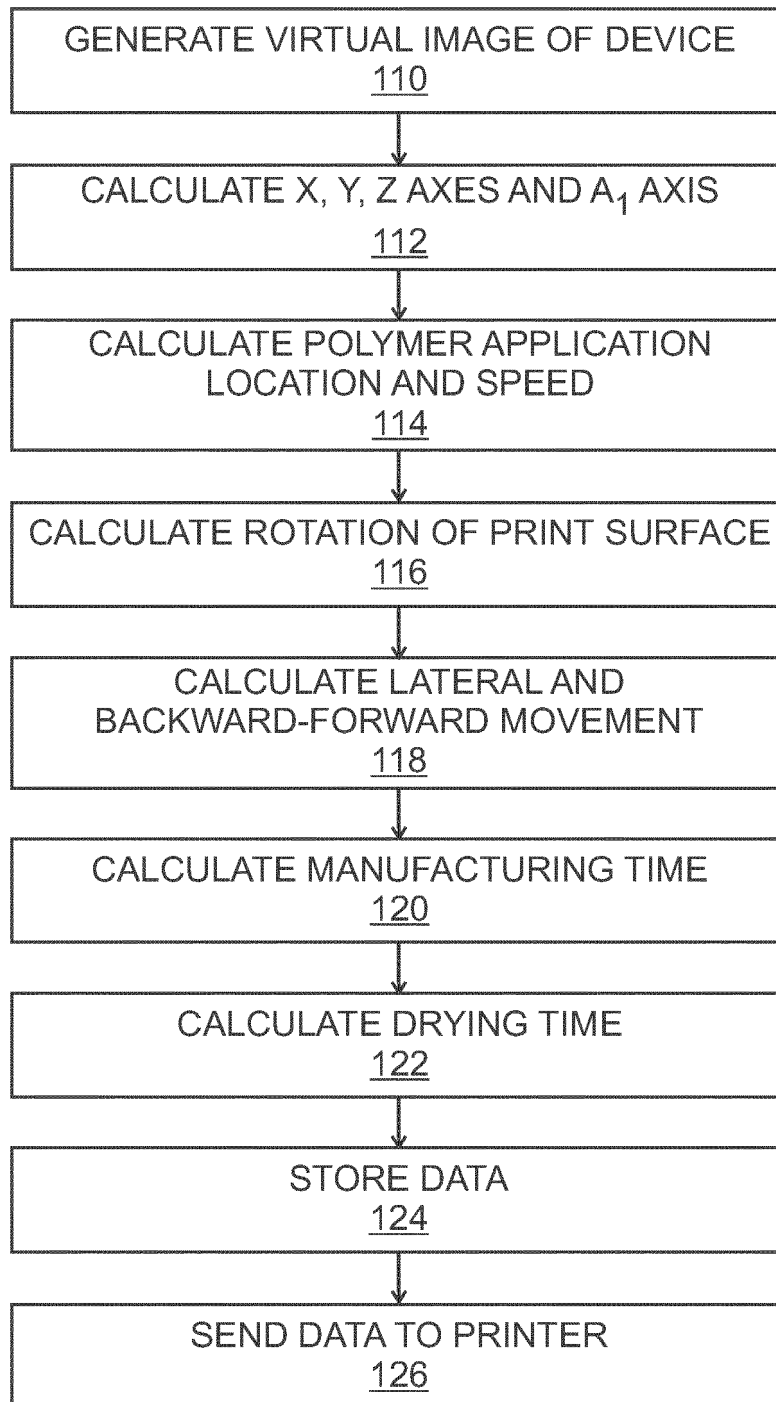 GENERATE VIRTUAL IMAGE OF DEVICE
110
CALCULATE X, Y, Z AXES AND A₁ AXIS
112
CALCULATE POLYMER APPLICATION
LOCATION AND SPEED
114
CALCULATE ROTATION OF PRINT SURFACE
116
CALCULATE LATERAL AND
BACKWARD-FORWARD MOVEMENT
118
CALCULATE MANUFACTURING TIME
120
CALCULATE DRYING TIME
122
STORE DATA
124
SEND DATA TO PRINTER
126